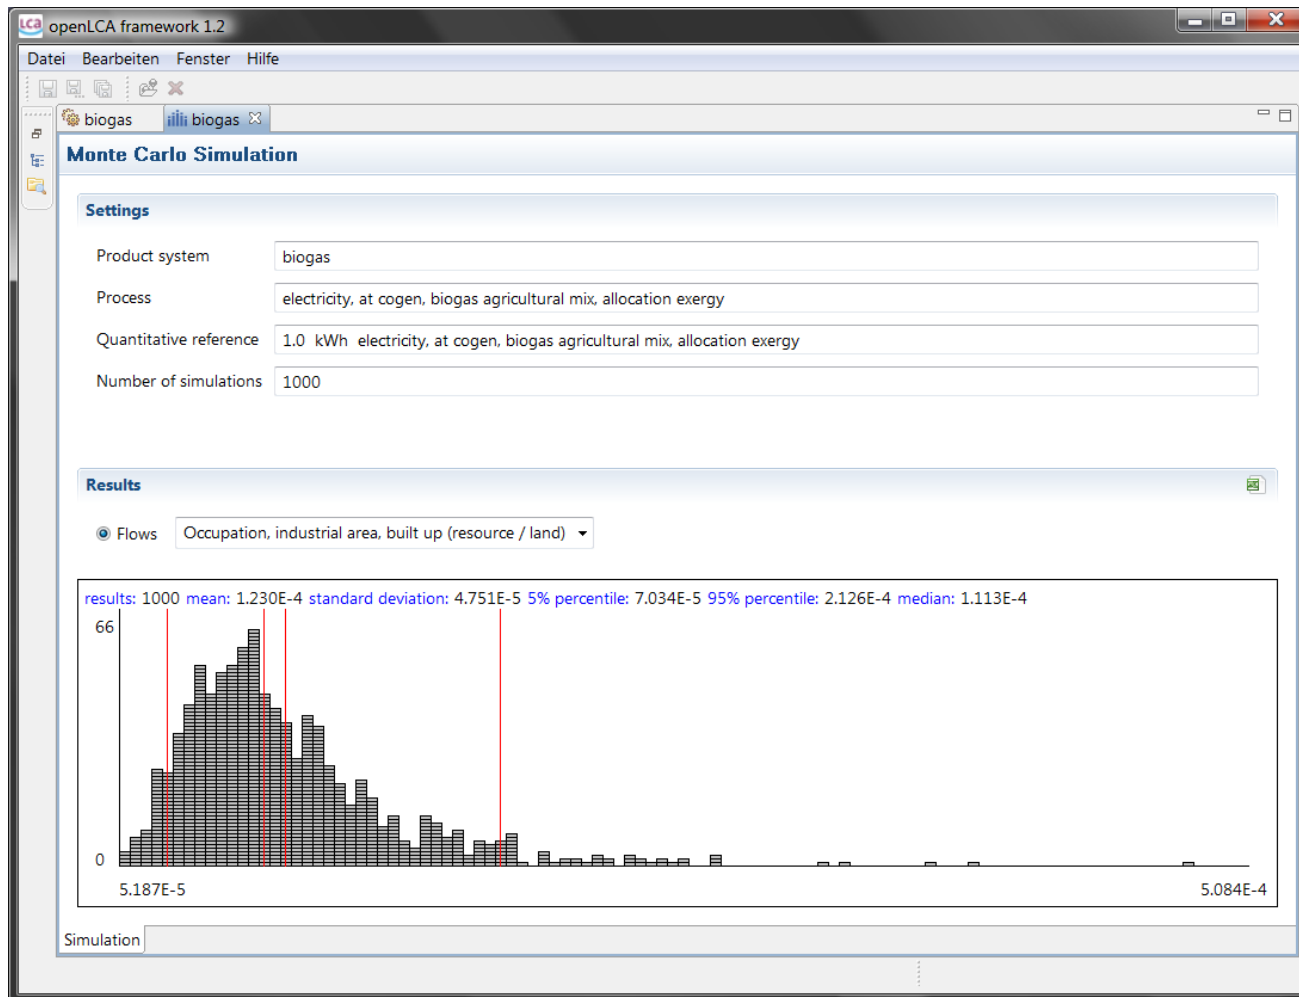 LCa openLCA framework 1.2
Datei Bearbeiten Fenster Hilfe
biogas biogas
Monte Carlo Simulation
Settings
Product system biogas
Process electricity, at cogen, biogas agricultural mix, allocation exergy
Quantitative reference 1.0 kWh electricity, at cogen, biogas agricultural mix, allocation exergy
Number of simulations 1000
Results
Flows Occupation, industrial area, built up (resource / land)
results: 1000 mean: 1.230E-4 standard deviation: 4.751E-5 5% percentile: 7.034E-5 95% percentile: 2.126E-4 median: 1.113E-4
66
0
5.187E-5 5.084E-4
Simulation